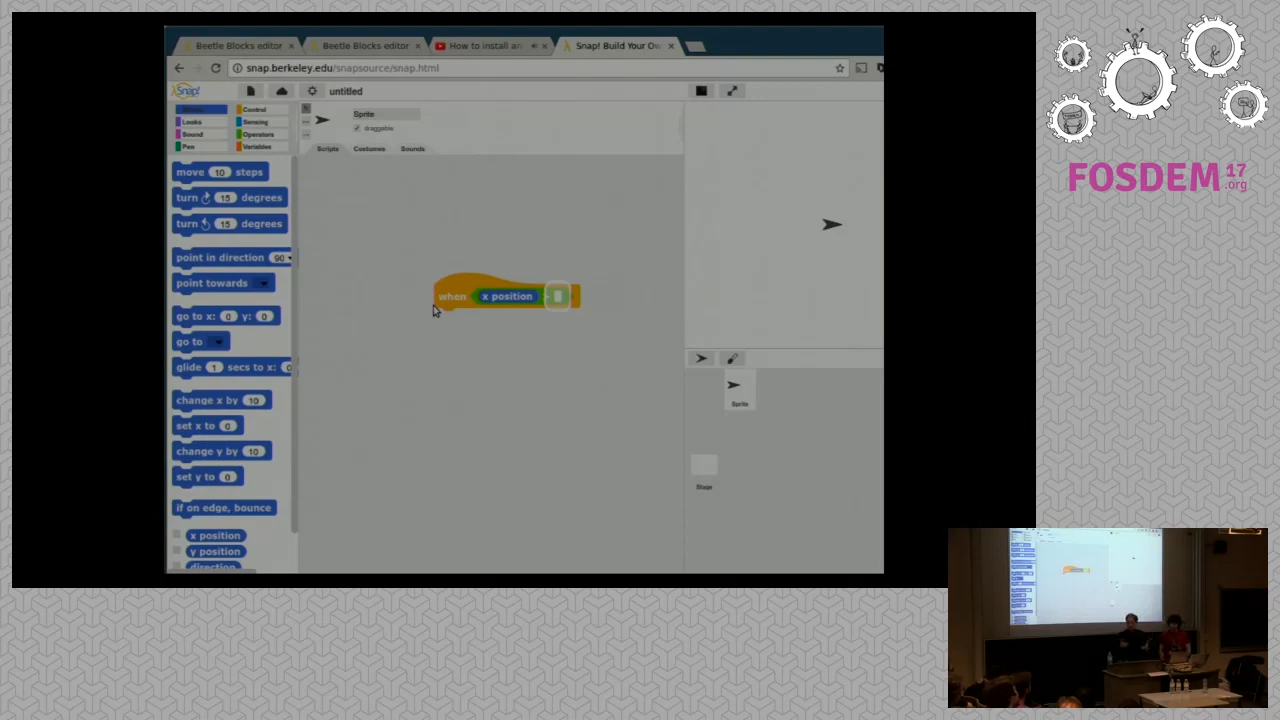 Beetle Blocks editor
Beetle Blocks editor
How to install an
Snap! Build Your Ow
snap.berkeley.edu/snapsource/snap.html
Snap!
untitled
Control
Looks
Sensing
Sound
Operators
Pen
Variables
Sprite
draggable
Scripts
Costumes
Sounds
move 10 steps
turn 15 degrees
turn 15 degrees
point in direction 90
point towards
go to x: 0 y: 0
go to
glide 1 secs to x: 0
change x by 10
set x to 0
change y by 10
set y to 0
if on edge, bounce
x position
y position
direction
when x position
Sprite
Stage
FOSDEM 17
.org